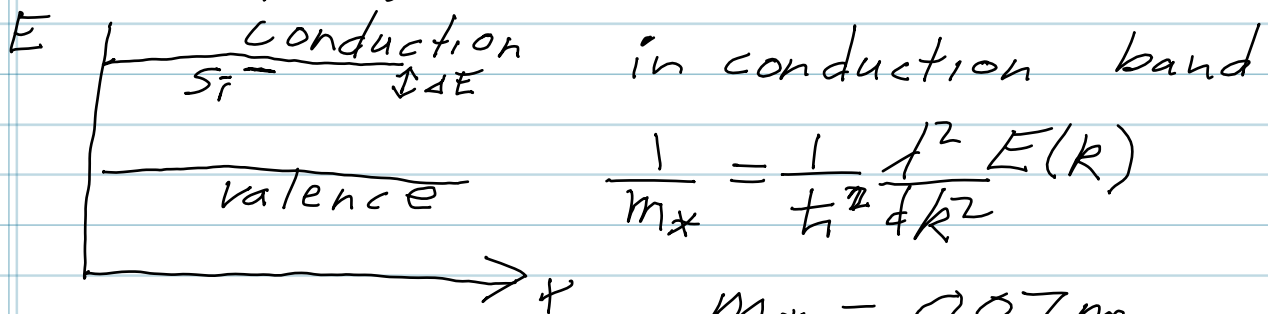 E conduction in conduction band
Si ΔE
valence 1/m* = 1/ħ² d²/dk² E(k)
x